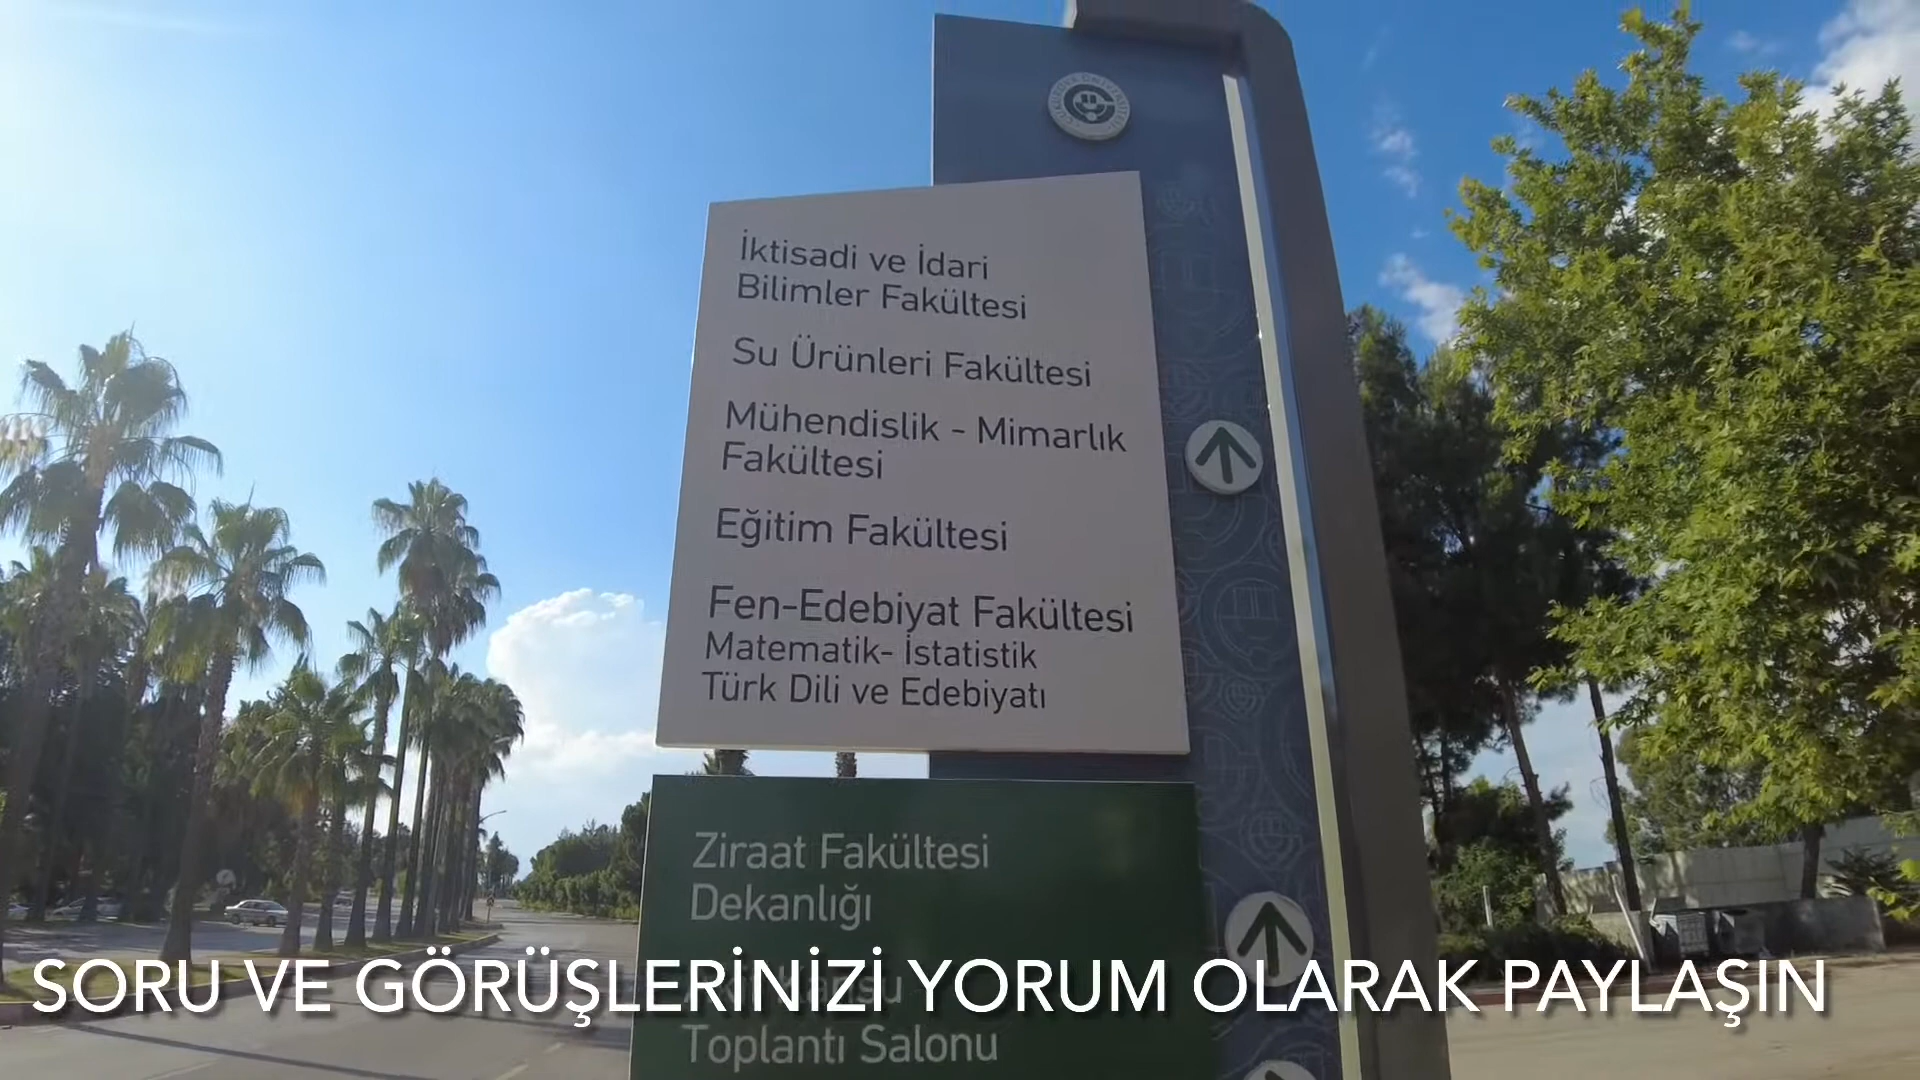 İktisadi ve İdari
Bilimler Fakültesi
Su Ürünleri Fakültesi
Mühendislik - Mimarlık
Fakültesi
Eğitim Fakültesi
Fen-Edebiyat Fakültesi
Matematik- İstatistik
Türk Dili ve Edebiyatı
Ziraat Fakültesi
Dekanlığı
SORU VE GÖRÜŞLERİNİZİ YORUM OLARAK PAYLAŞIN
Toplantı Salonu